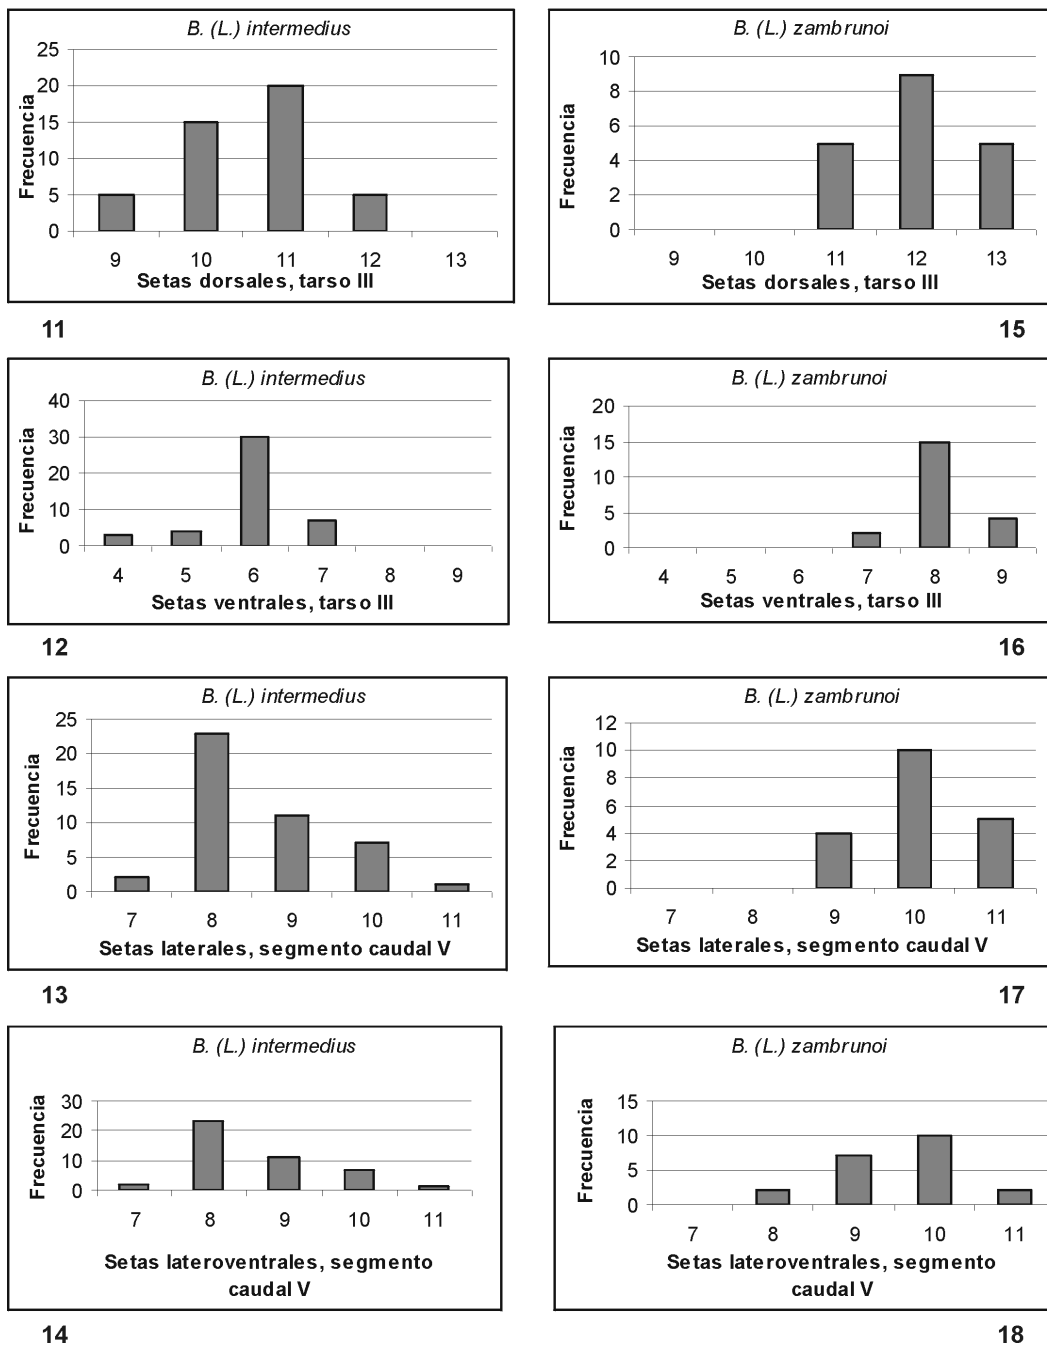 B. (L.) intermedius
25
20
15
10
5
0
Frecuencia
9 10 11 12 13
Setas dorsales, tarso III
11
B. (L.) zambrunoi
10
8
6
4
2
0
Frecuencia
9 10 11 12 13
Setas dorsales, tarso III
15
B. (L.) intermedius
40
30
20
10
0
Frecuencia
4 5 6 7 8 9
Setas ventrales, tarso III
12
B. (L.) zambrunoi
20
15
10
5
0
Frecuencia
4 5 6 7 8 9
Setas ventrales, tarso III
16
B. (L.) intermedius
25
20
15
10
5
0
Frecuencia
7 8 9 10 11
Setas laterales, segmento caudal V
13
B. (L.) zambrunoi
12
10
8
6
4
2
0
Frecuencia
7 8 9 10 11
Setas laterales, segmento caudal V
17
B. (L.) intermedius
30
20
10
0
Frecuencia
7 8 9 10 11
Setas lateroventrales, segmento
caudal V
14
B. (L.) zambrunoi
15
10
5
0
Frecuencia
7 8 9 10 11
Setas lateroventrales, segmento
caudal V
18